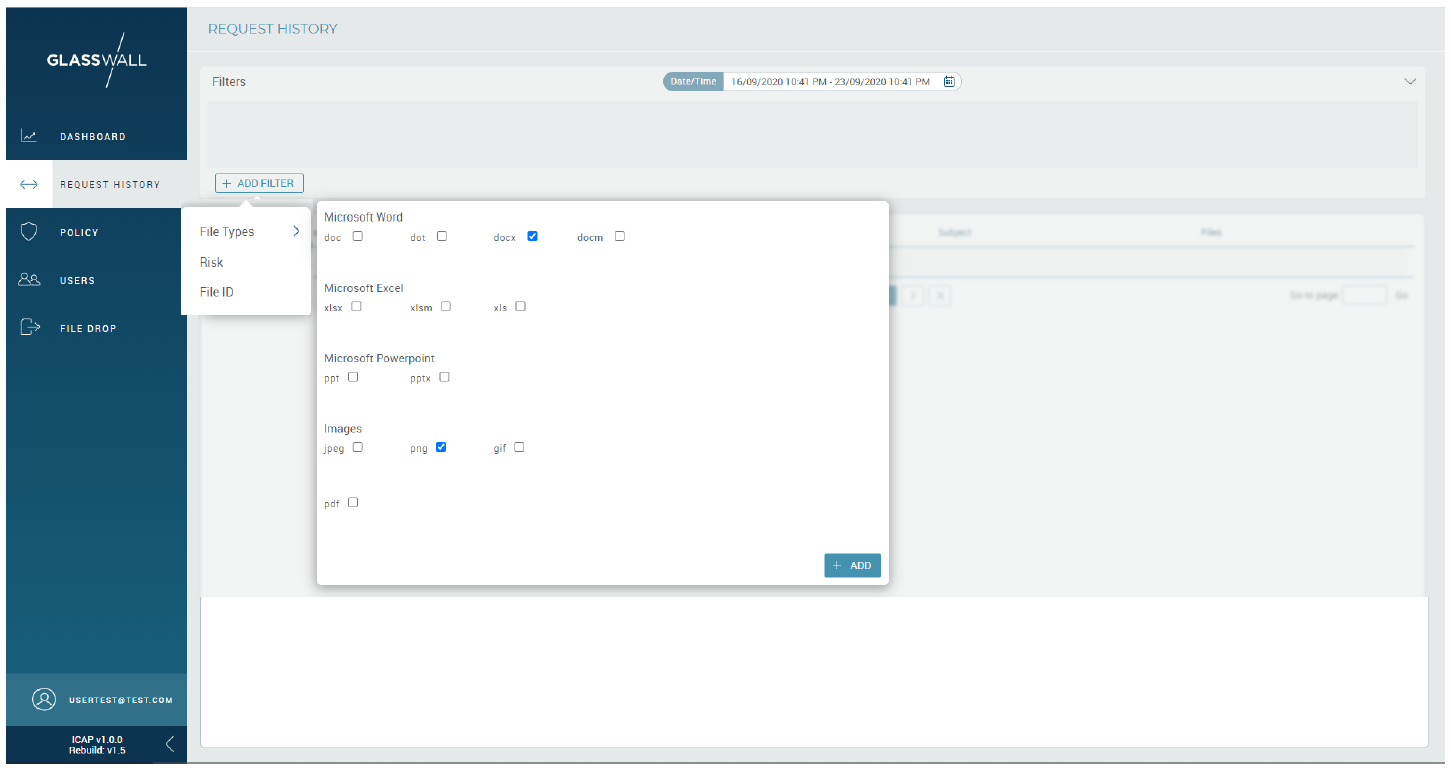 REQUEST HISTORY
GLASSWALL
Filters
Date/Time 16/09/2020 10:41 PM - 23/09/2020 10:41 PM
DASHBOARD
REQUEST HISTORY
+ ADD FILTER
POLICY
USERS
FILE DROP
File Types
Risk
File ID
Microsoft Word
doc dot docx docm
Microsoft Excel
xlsx xlsm xls
Microsoft Powerpoint
ppt pptx
Images
jpeg png gif
pdf
+ ADD
Subject Files
Go to page Go
USERTEST@TEST.COM
ICAP v1.0.0
Rebuild: v1.5